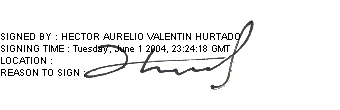 SIGNED BY : HECTOR AURELIO VALENTIN HURTADO
SIGNING TIME : Tuesday, June 1 2004, 23:24:18 GMT
LOCATION :
REASON TO SIGN :